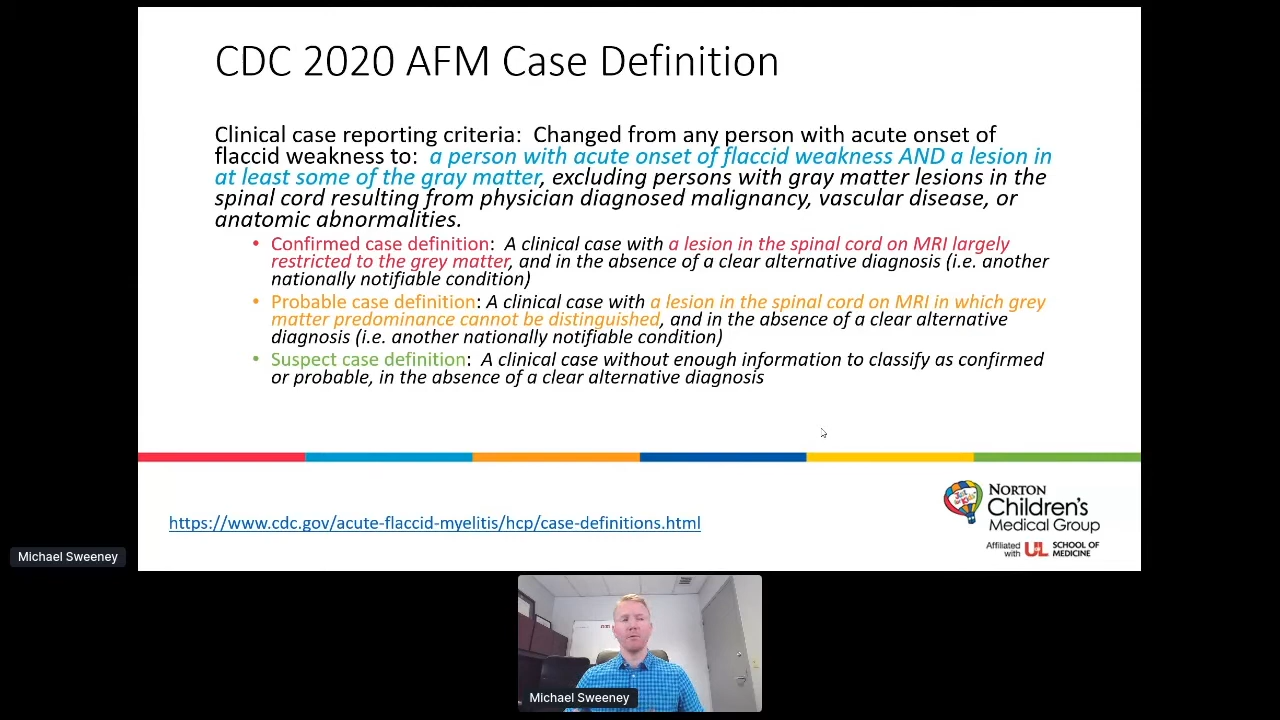 CDC 2020 AFM Case Definition
Clinical case reporting criteria:  Changed from any person with acute onset of
flaccid weakness to:  a person with acute onset of flaccid weakness AND a lesion in
at least some of the gray matter, excluding persons with gray matter lesions in the
spinal cord resulting from physician diagnosed malignancy, vascular disease, or
anatomic abnormalities.
• Confirmed case definition:  A clinical case with a lesion in the spinal cord on MRI largely
restricted to the grey matter, and in the absence of a clear alternative diagnosis (i.e. another
nationally notifiable condition)
• Probable case definition: A clinical case with a lesion in the spinal cord on MRI in which grey
matter predominance cannot be distinguished, and in the absence of a clear alternative
diagnosis (i.e. another nationally notifiable condition)
• Suspect case definition:  A clinical case without enough information to classify as confirmed
or probable, in the absence of a clear alternative diagnosis
https://www.cdc.gov/acute-flaccid-myelitis/hcp/case-definitions.html
NORTON
Children's
Medical Group
Affiliated with UL SCHOOL OF MEDICINE
Michael Sweeney
Michael Sweeney